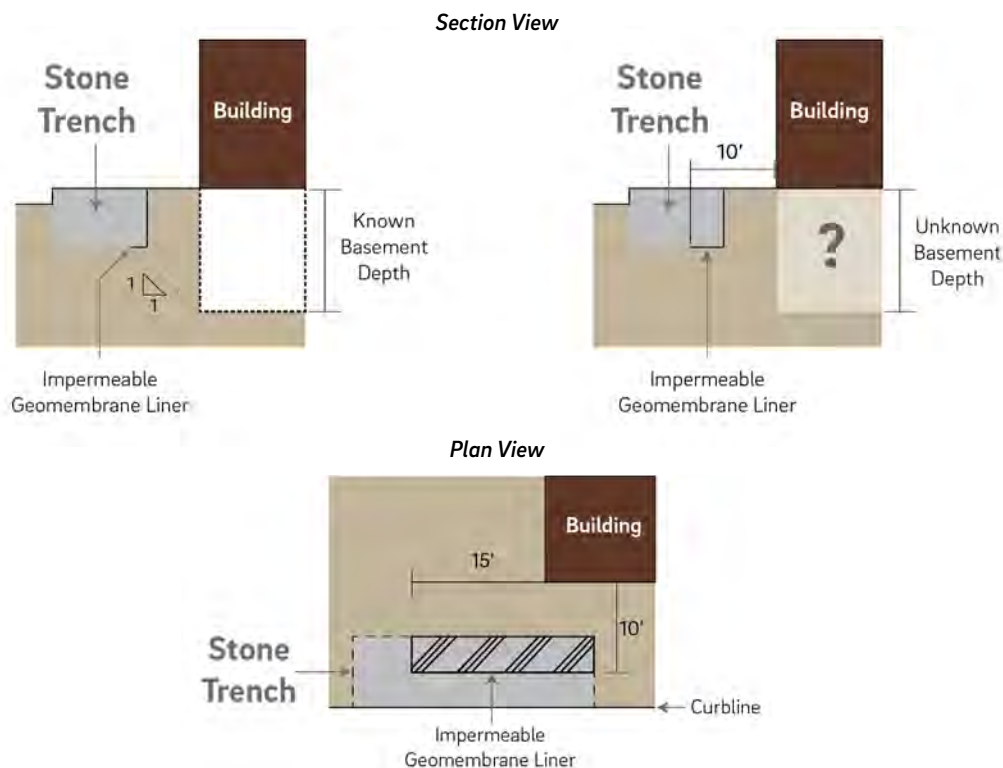 Section View
Stone
Trench
Building
Known
Basement
Depth
1
1
Impermeable
Geomembrane Liner
Stone
Trench
10'
Building
?
Unknown
Basement
Depth
Impermeable
Geomembrane Liner
Plan View
Building
15'
10'
Stone
Trench
Curbline
Impermeable
Geomembrane Liner